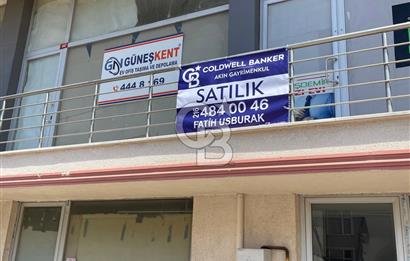 GÜNEŞKENT
EV OFİS TAŞIMA VE DEPOLAMA
444 8 169
COLDWELL BANKER
CB
AKIN GAYRİMENKUL
SATILIK
216 484 00 46
FATİH USBURAK
CB